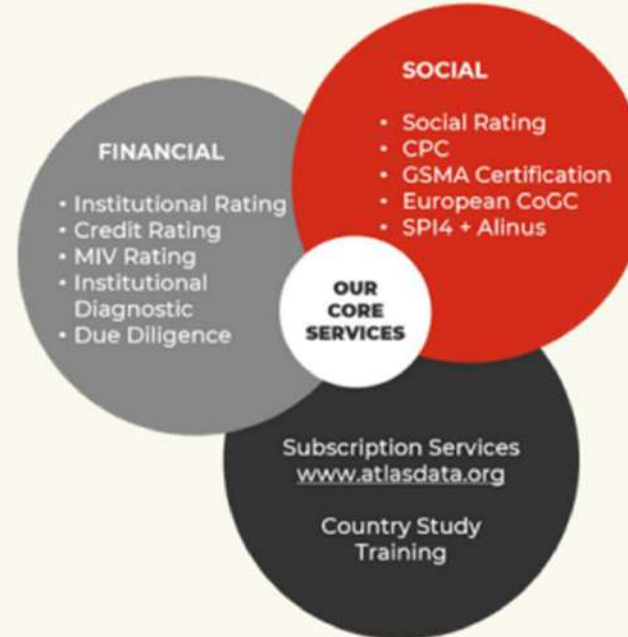 FINANCIAL
• Institutional Rating
• Credit Rating
• MIV Rating
• Institutional
Diagnostic
• Due Diligence
SOCIAL
• Social Rating
• CPC
• GSMA Certification
• European CoGC
• SPI4 + Alinus
OUR
CORE
SERVICES
Subscription Services
www.atlasdata.org
Country Study
Training